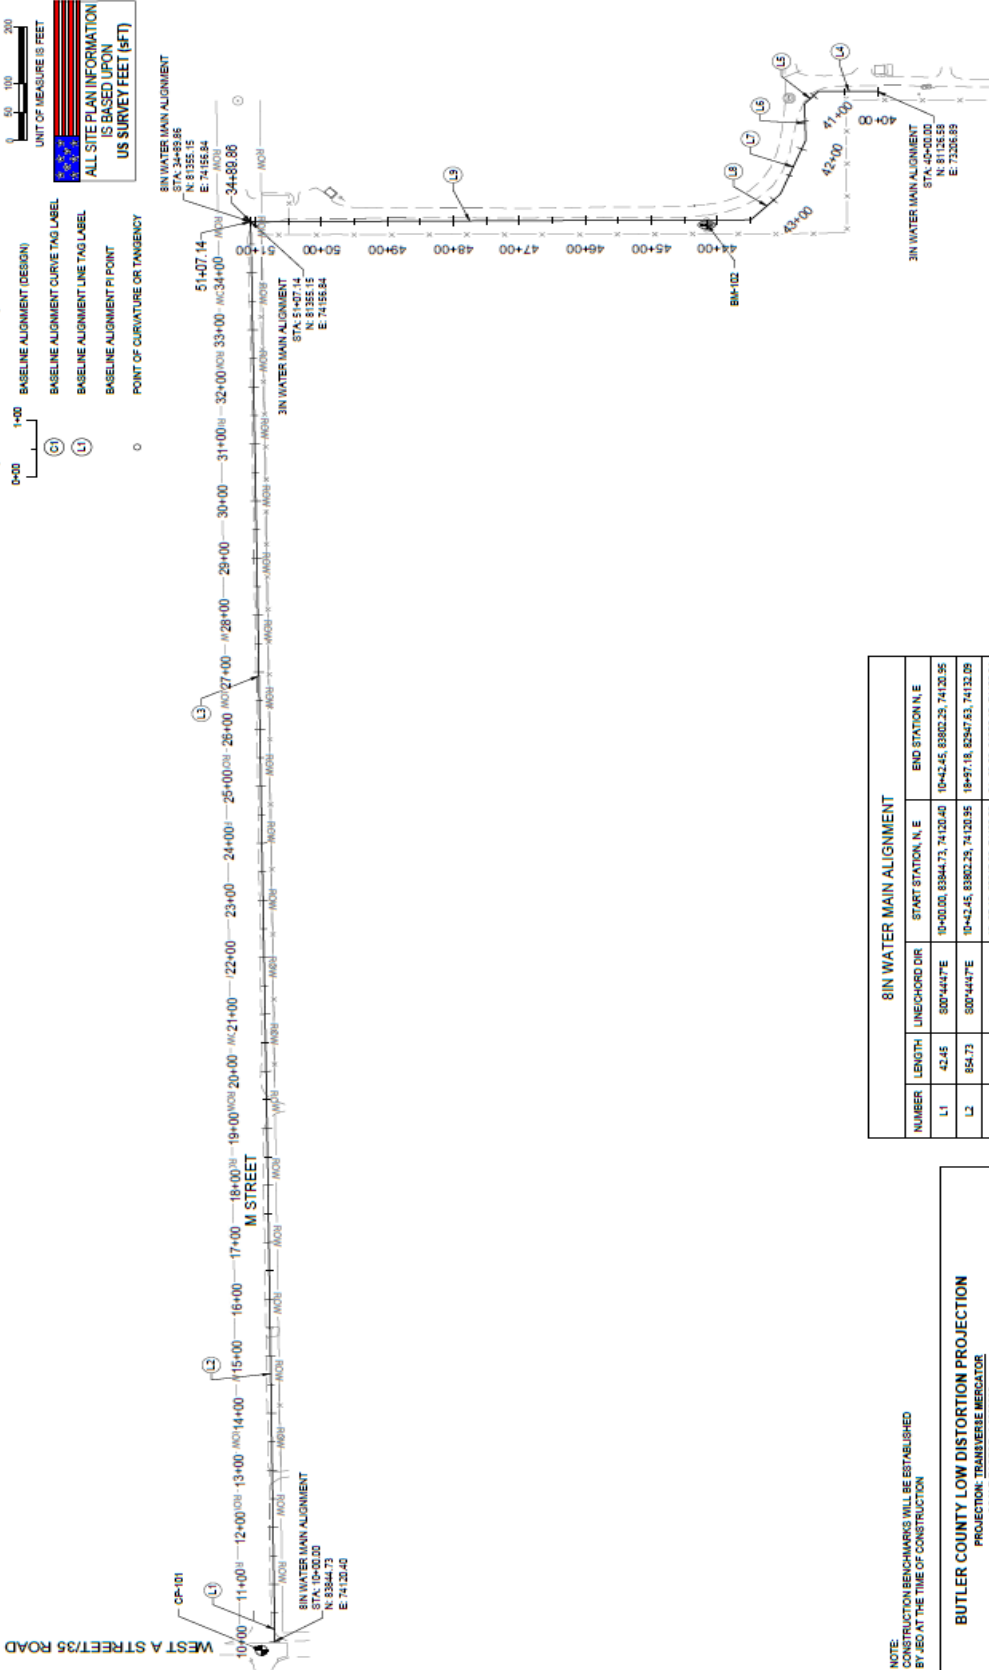 0+00 1+00
BASELINE ALIGNMENT (DESIGN)
C1 BASELINE ALIGNMENT CURVE TAG LABEL
L1 BASELINE ALIGNMENT LINE TAG LABEL
BASELINE ALIGNMENT PI POINT
POINT OF CURVATURE OR TANGENCY
0 50 100 200
UNIT OF MEASURE IS FEET
ALL SITE PLAN INFORMATION
IS BASED UPON
US SURVEY FEET (sFT)
WEST A STREET/35 ROAD
CP-101
L1
L2
L3
M STREET
10+00 11+00 12+00 13+00 14+00 15+00 16+00 17+00 18+00 19+00 20+00 21+00 22+00 23+00 24+00 25+00 26+00 27+00 28+00 29+00 30+00 31+00 32+00 33+00 34+00
8IN WATER MAIN ALIGNMENT
STA: 10+00.00
N: 83844.73
E: 74120.40
8IN WATER MAIN ALIGNMENT
STA: 34+89.86
N: 81355.15
E: 74156.84
34+89.86
51+07.14
3IN WATER MAIN ALIGNMENT
STA: 51+07.14
N: 81355.15
E: 74156.84
51+00 50+00 49+00 48+00 47+00 46+00 45+00 44+00 43+00 42+00 41+00 40+00
L9
L8
L7
L6
L5
L4
BM-102
3IN WATER MAIN ALIGNMENT
STA: 40+00.00
N: 81126.58
E: 73206.89
8IN WATER MAIN ALIGNMENT
NUMBER LENGTH LINE/CHORD DIR START STATION, N, E END STATION N, E
L1 42.45 S00°44'47"E 10+00.00, 83844.73, 74120.40 10+42.45, 83802.29, 74120.95
L2 854.73 S00°44'47"E 10+42.45, 83802.29, 74120.95 18+97.18, 82947.63, 74132.09
NOTE:
CONSTRUCTION BENCHMARKS WILL BE ESTABLISHED
BY JEO AT THE TIME OF CONSTRUCTION
BUTLER COUNTY LOW DISTORTION PROJECTION
PROJECTION: TRANSVERSE MERCATOR